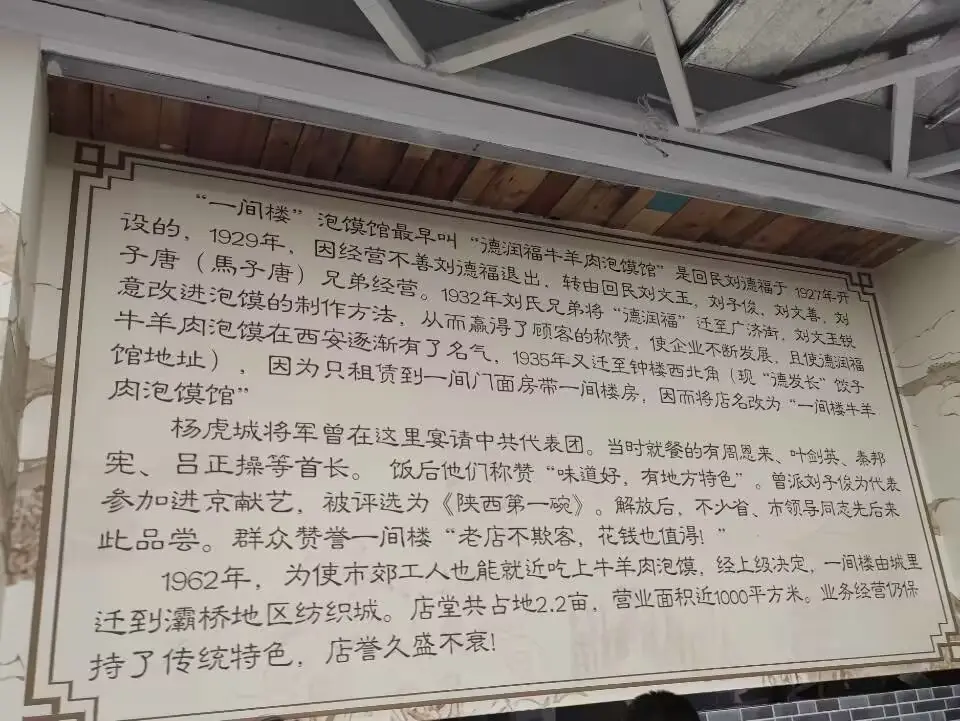 “一间楼”泡馍馆最早叫“德润福牛羊肉泡馍馆”是回民刘德福于1927年开
设的，1929年，因经营不善刘德福退出，转由回民刘文玉，刘子俊，刘文善，刘
子唐（馬子唐）兄弟经营。1932年刘氏兄弟将“德润福”迁至广济街，刘文玉锐
意改进泡馍的制作方法，从而赢得了顾客的称赞，使企业不断发展，且使德润福
牛羊肉泡馍在西安逐渐有了名气，1935年又迁至钟楼西北角（现“德发长”饺子
馆地址），因为只租赁到一间门面房带一间楼房，因而将店名改为“一间楼牛羊
肉泡馍馆”
杨虎城将军曾在这里宴请中共代表团。当时就餐的有周恩来、叶剑英、秦邦
宪、吕正操等首长。饭后他们称赞“味道好，有地方特色”。曾派刘子俊为代表
参加进京献艺，被评选为《陕西第一碗》。解放后，不少省、市领导同志先后来
此品尝。群众赞誉一间楼“老店不欺客，花钱也值得！”
1962年，为使市郊工人也能就近吃上牛羊肉泡馍，经上级决定，一间楼由城里
迁到灞桥地区纺织城。店堂共占地2.2亩，营业面积近1000平方米。业务经营仍保
持了传统特色，店誉久盛不衰！